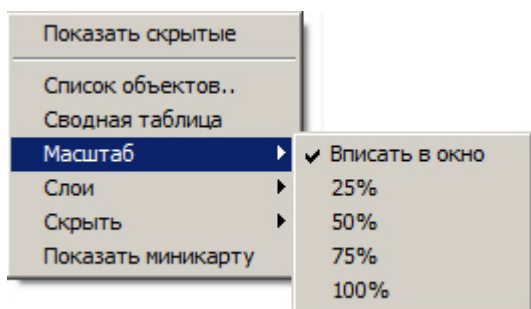 Показать скрытые
Список объектов..
Сводная таблица
Масштаб
Слои
Скрыть
Показать миникарту
Вписать в окно
25%
50%
75%
100%